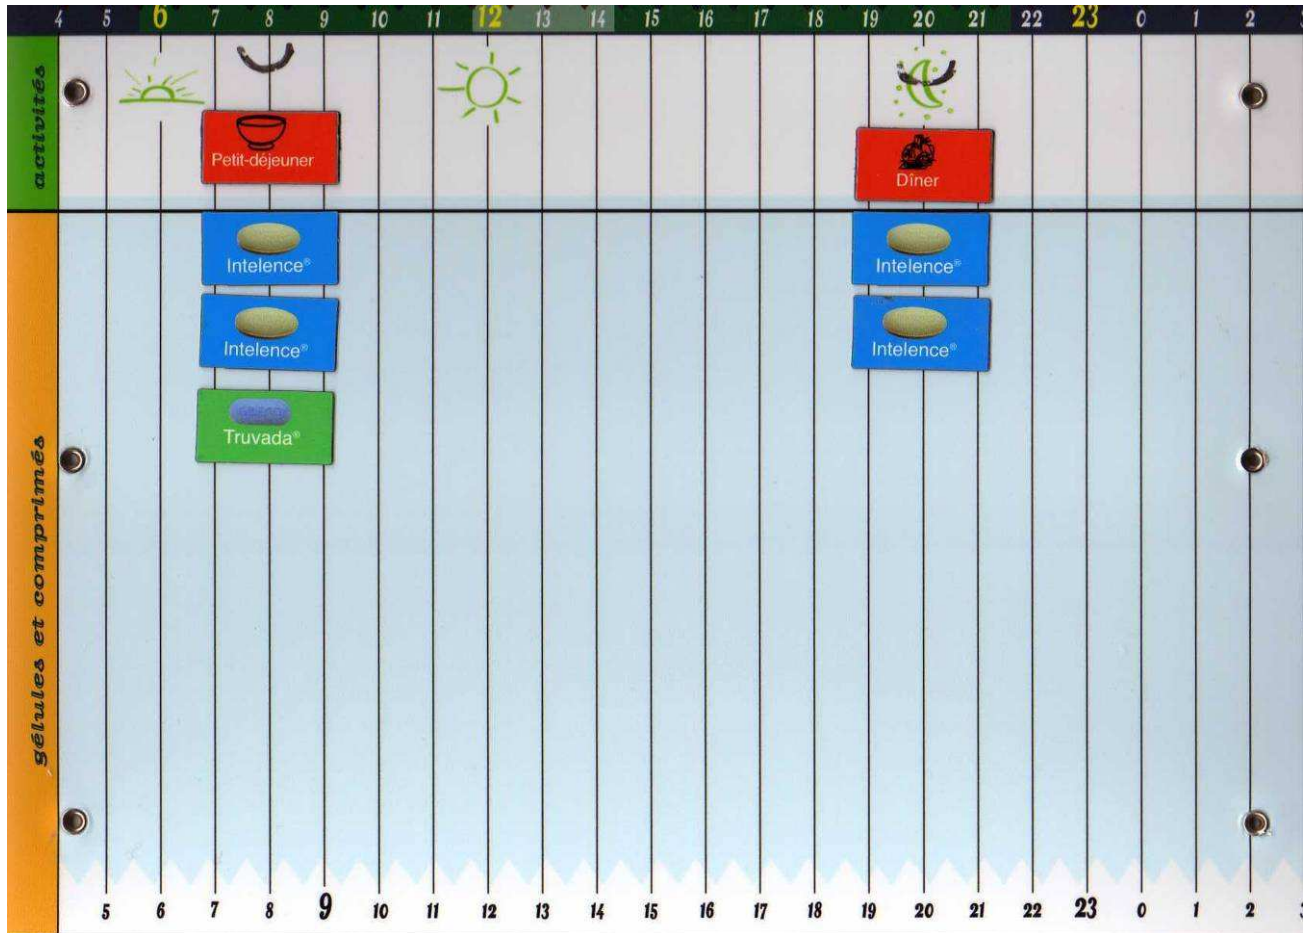 4 5 6 7 8 9 10 11 12 13 14 15 16 17 18 19 20 21 22 23 0 1 2 3
activités
Petit-déjeuner
Dîner
gélules et comprimés
Intelence®
Intelence®
Intelence®
Intelence®
Truvada®
5 6 7 8 9 10 11 12 13 14 15 16 17 18 19 20 21 22 23 0 1 2 3